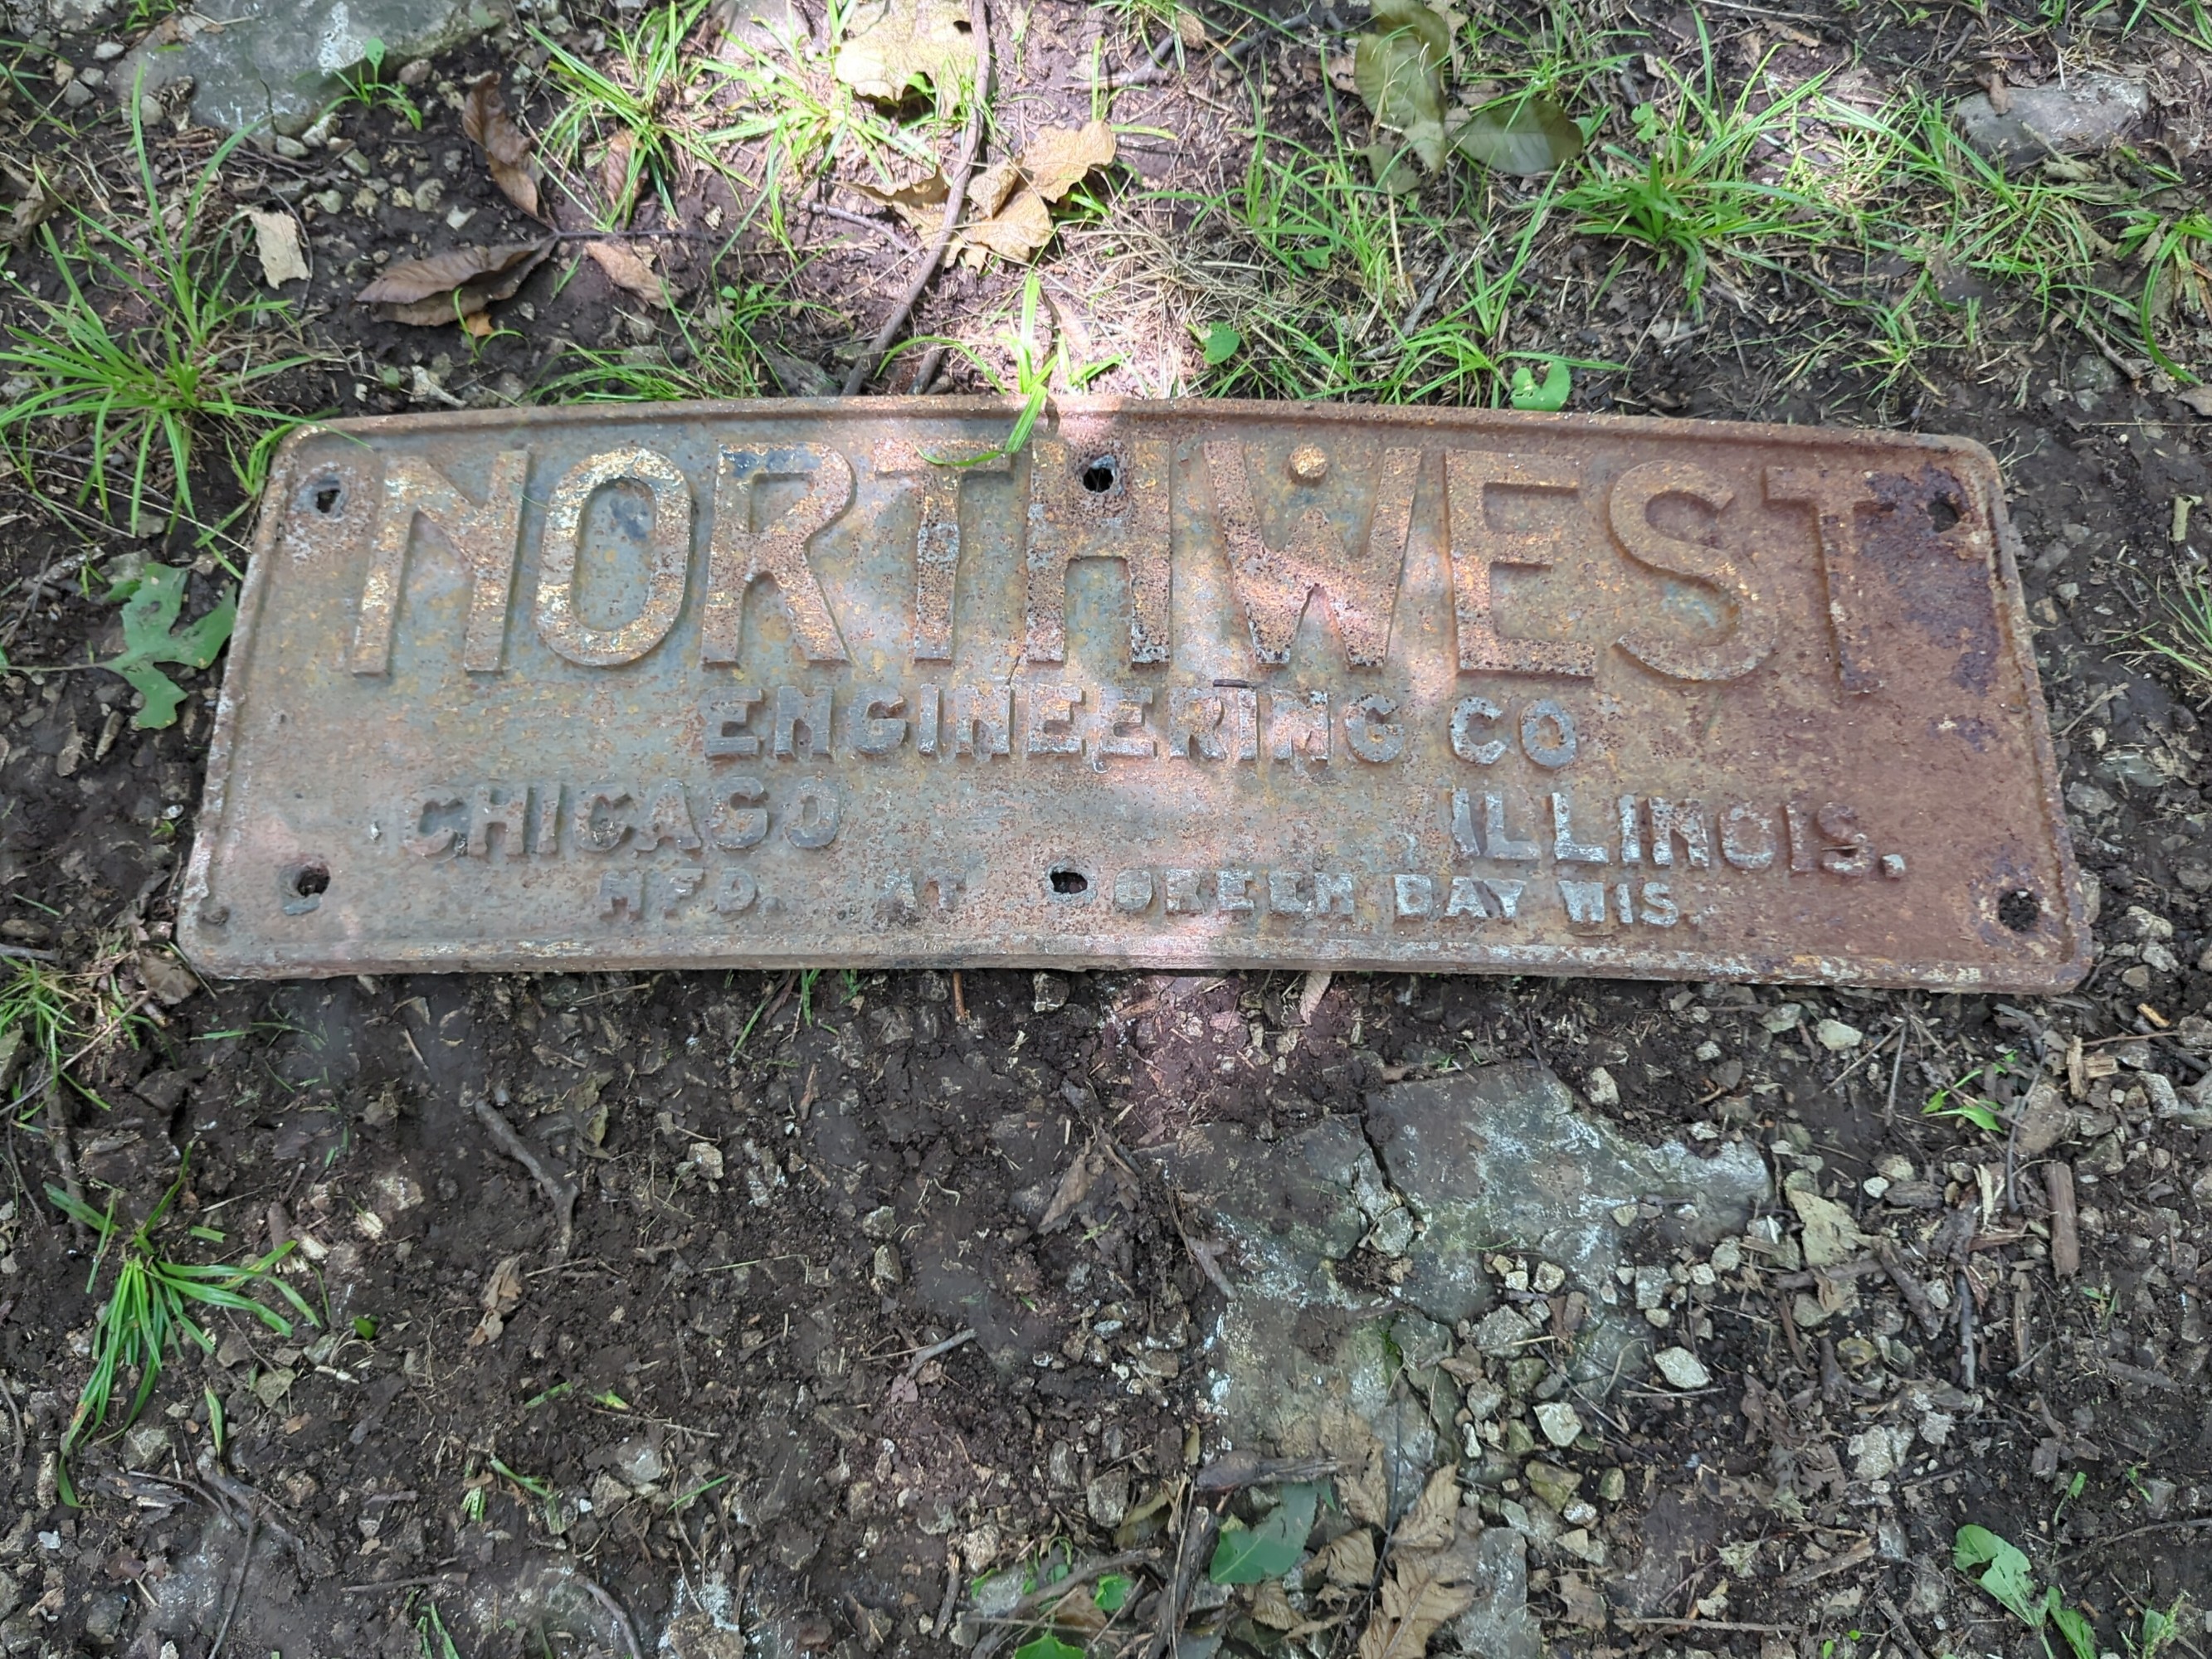 NORTHWEST
ENGINEERING CO
CHICAGO ILLINOIS.
MFD. AT GREEN BAY WIS.